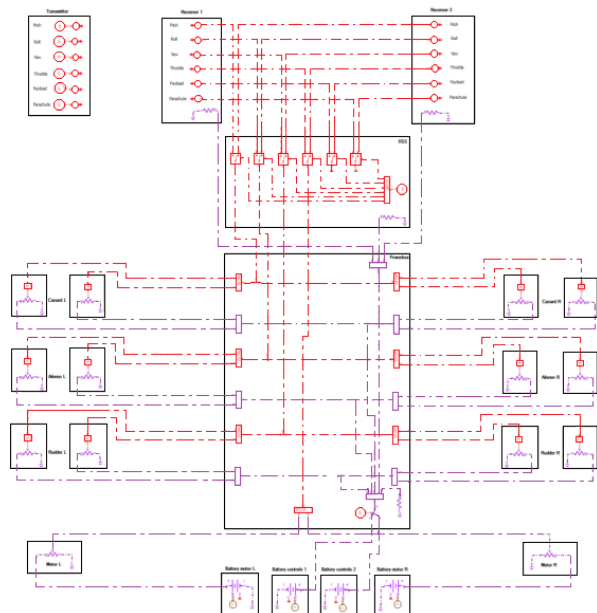 Transmitter
Receiver 1
Receiver 2
Pitch
Pitch
Pitch
Roll
Roll
Roll
Yaw
Yaw
Yaw
Throttle
Throttle
Throttle
Payload
Payload
Payload
Parachute
Parachute
Parachute
Powerbus
Canard L
Canard R
Aileron L
Aileron R
Rudder L
Rudder R
Motor L
Motor R
Battery motor L
Battery controls 1
Battery controls 2
Battery motor R